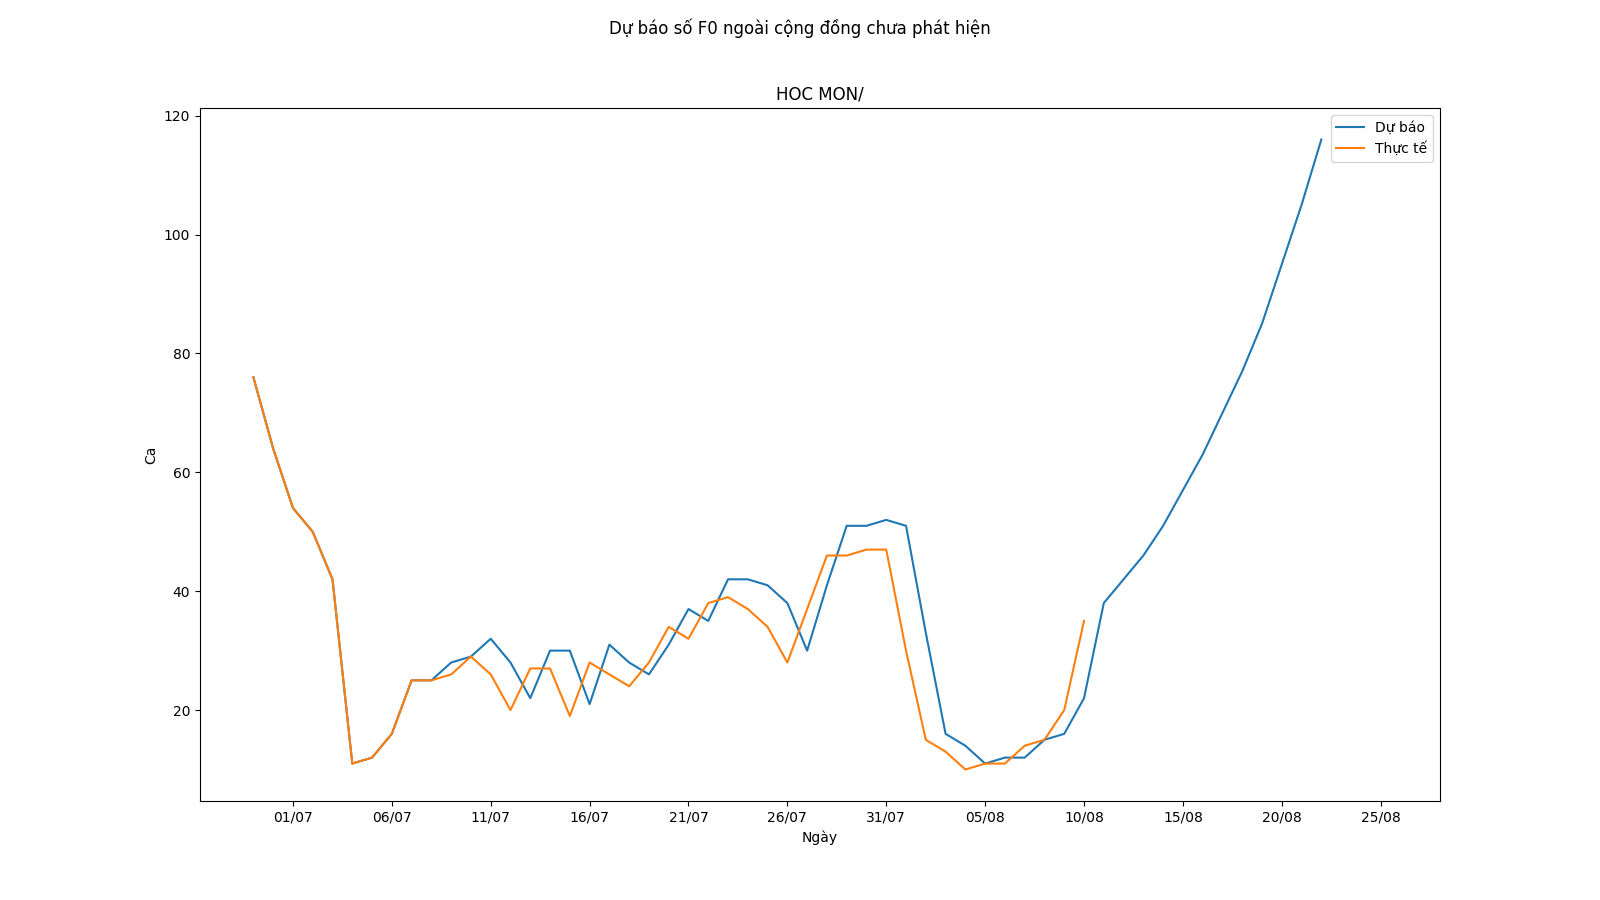 Dự báo số F0 ngoài cộng đồng chưa phát hiện
HOC MON/
Dự báo
Thực tế
120
100
80
60
40
20
Ca
01/07 06/07 11/07 16/07 21/07 26/07 31/07 05/08 10/08 15/08 20/08 25/08
Ngày